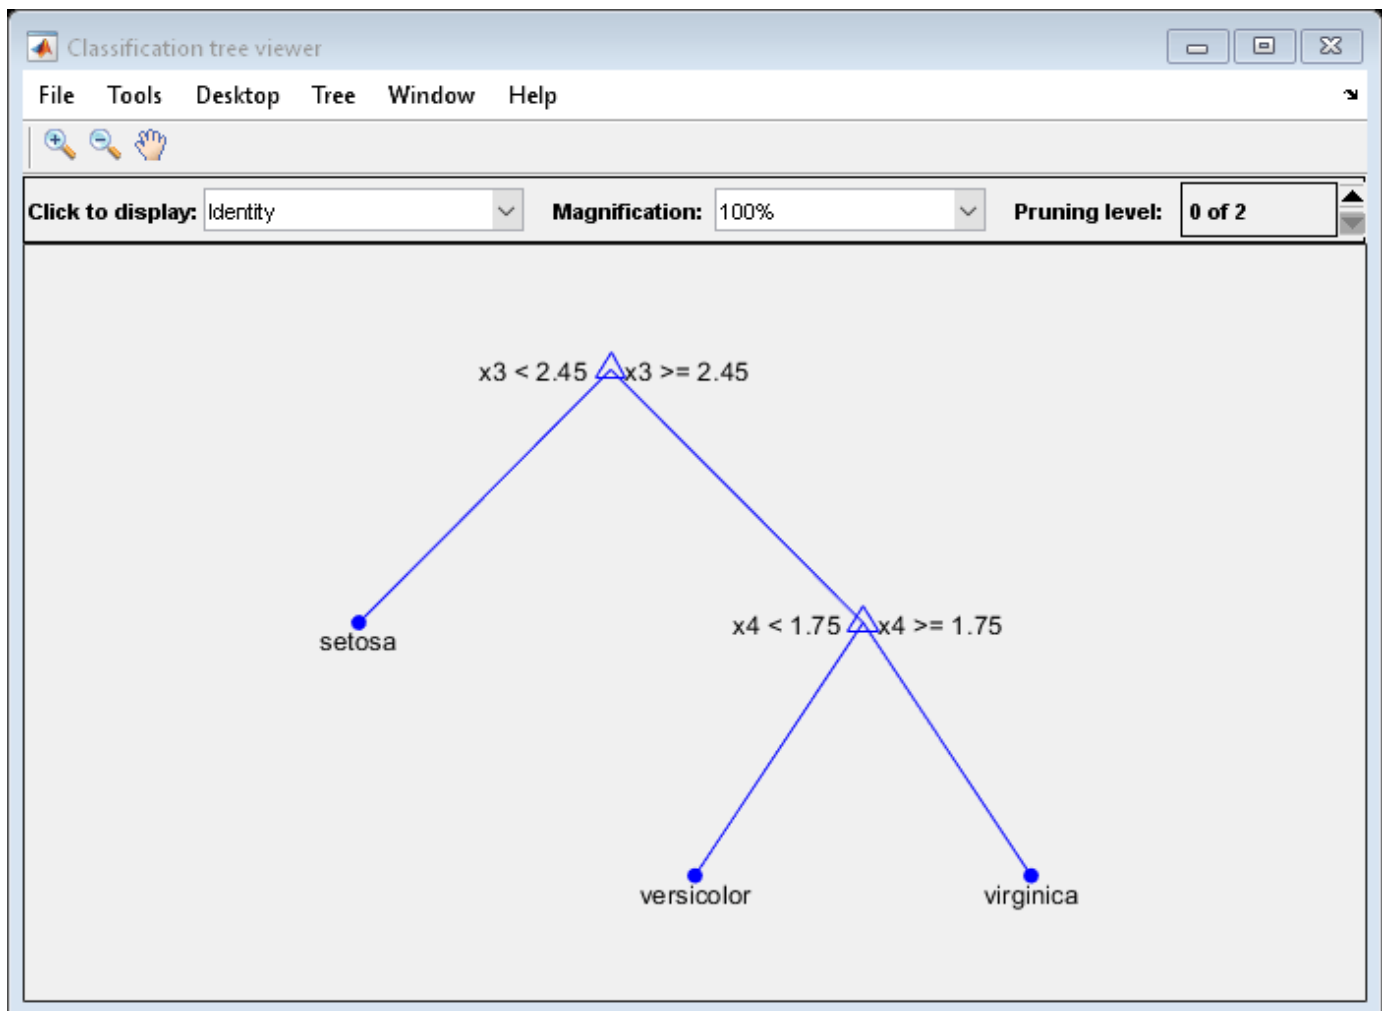 Classification tree viewer
File Tools Desktop Tree Window Help
Click to display: Identity Magnification: 100% Pruning level: 0 of 2
x3 < 2.45 x3 >= 2.45
setosa
x4 < 1.75 x4 >= 1.75
versicolor virginica